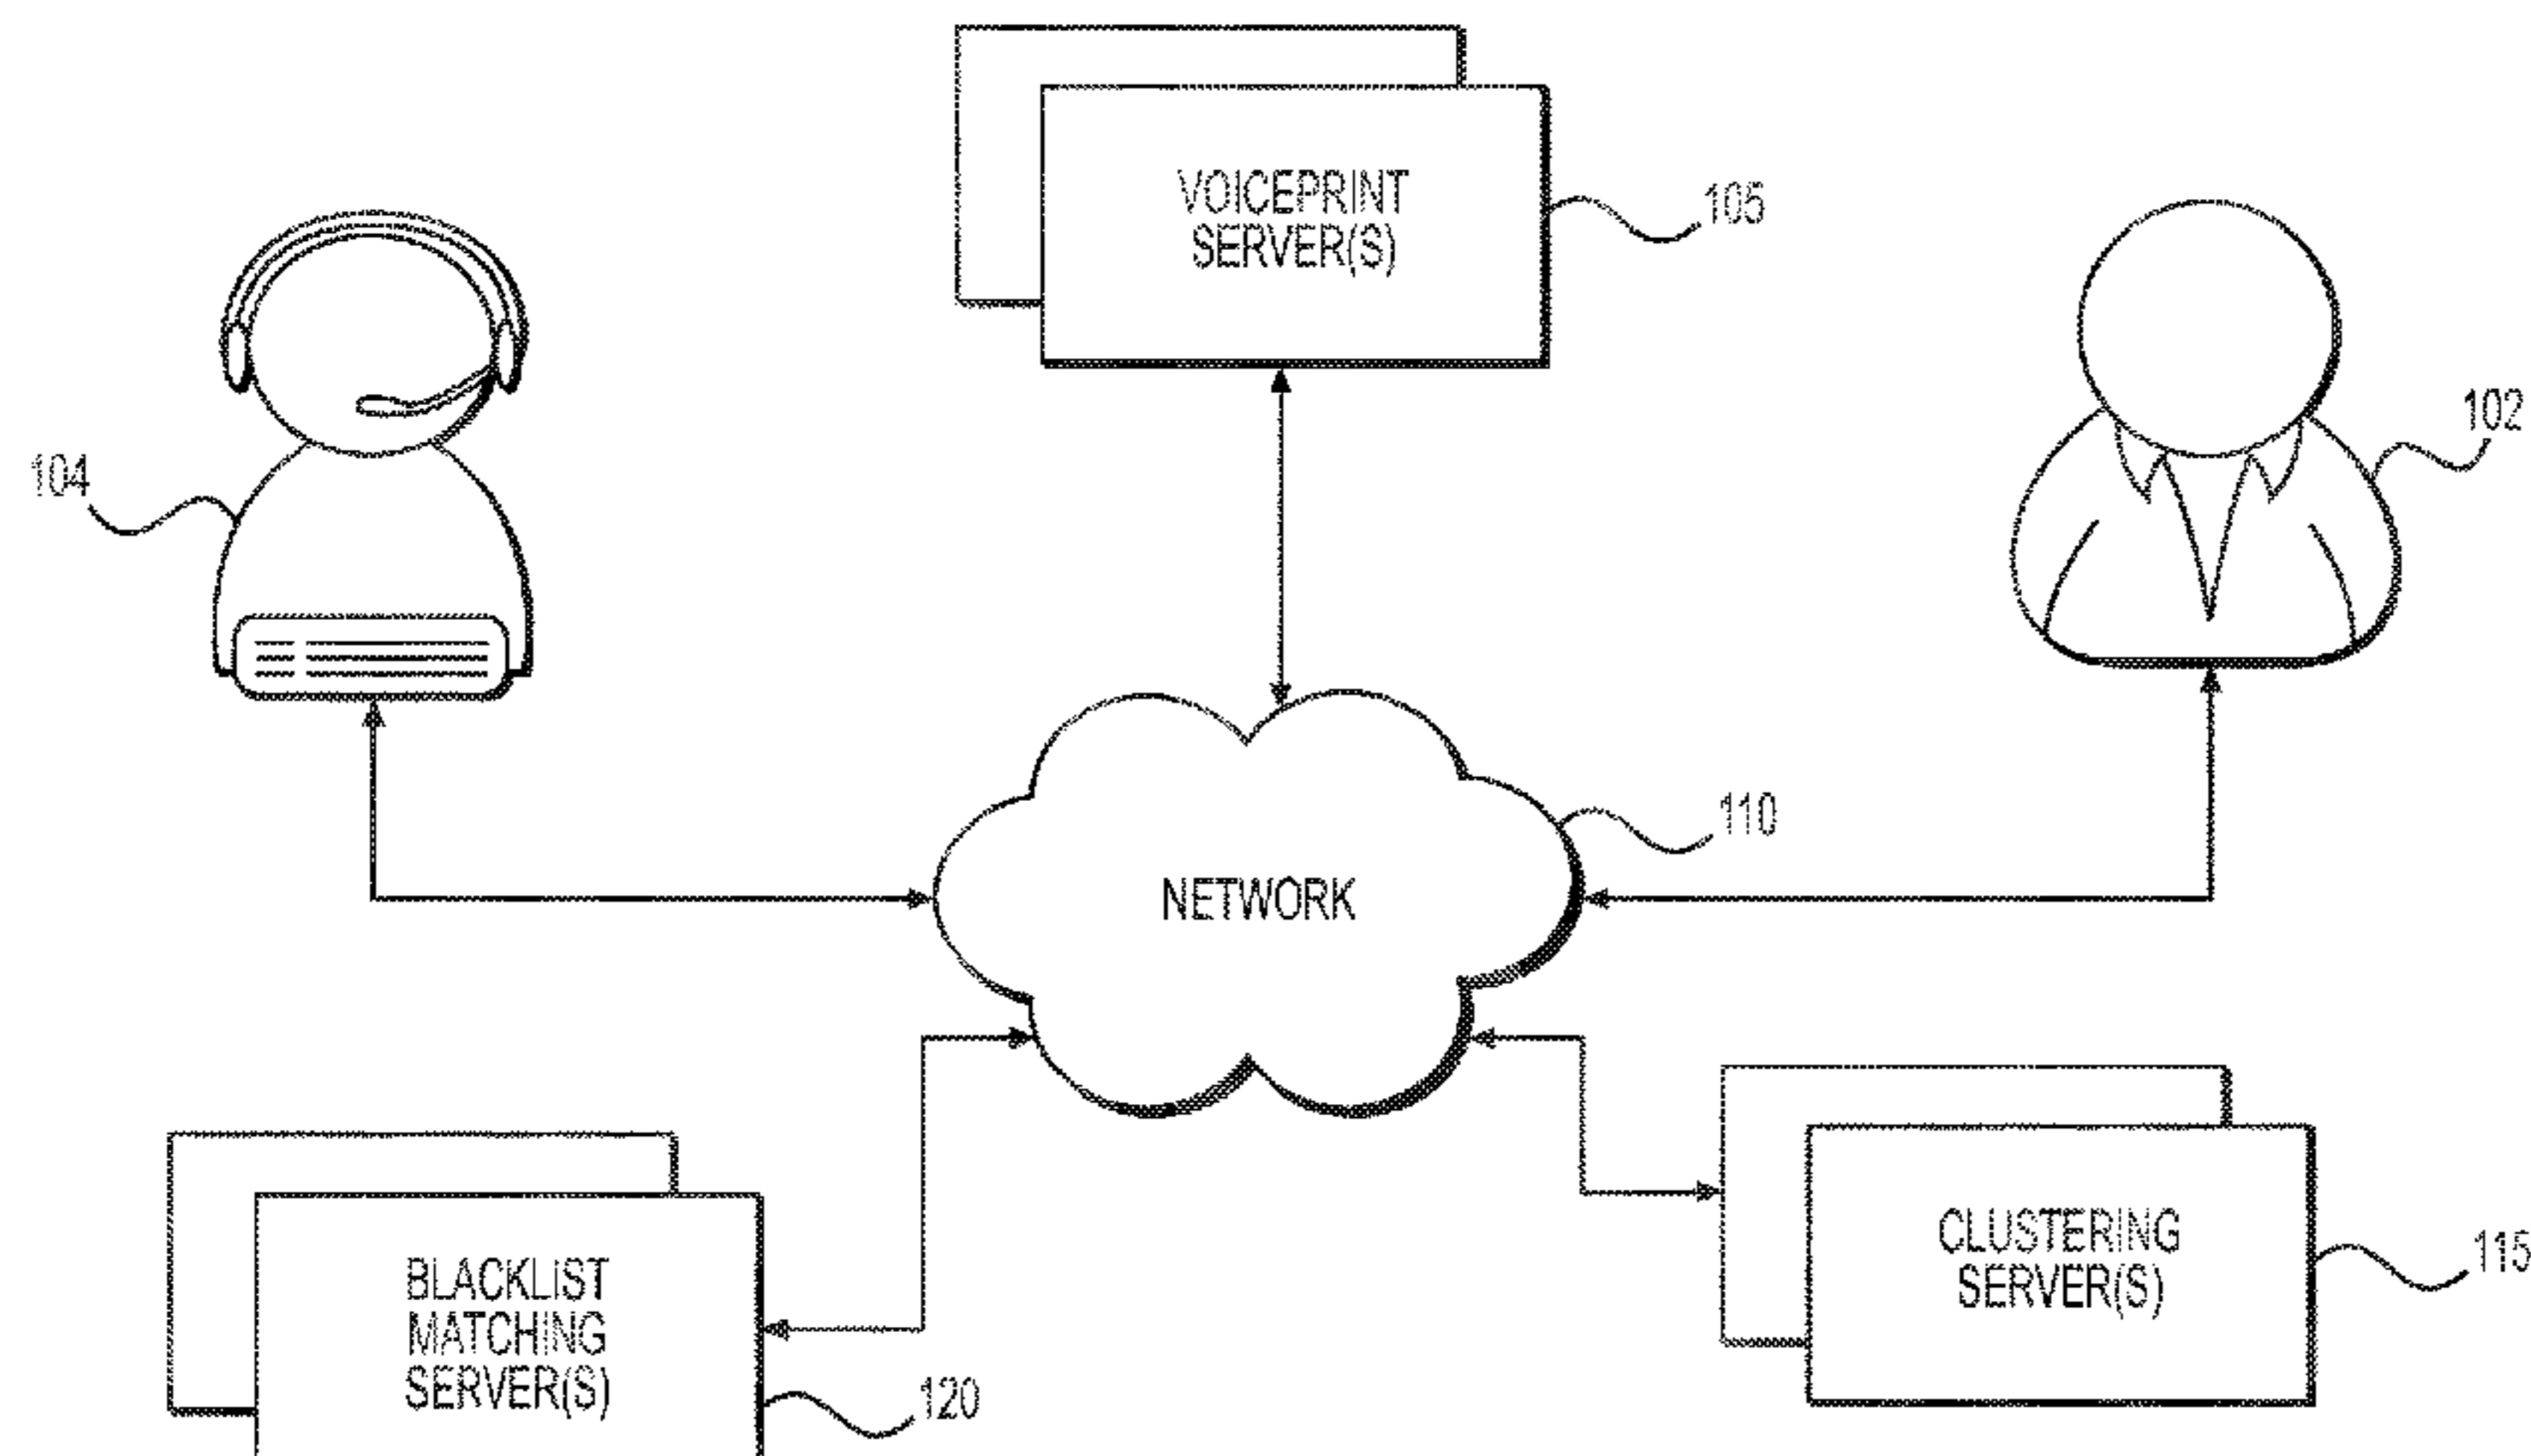 VOICEPRINT
SERVER(S)
105
102
104
110
NETWORK
CLUSTERING
SERVER(S)
115
BLACKLIST
MATCHING
SERVER(S)
120